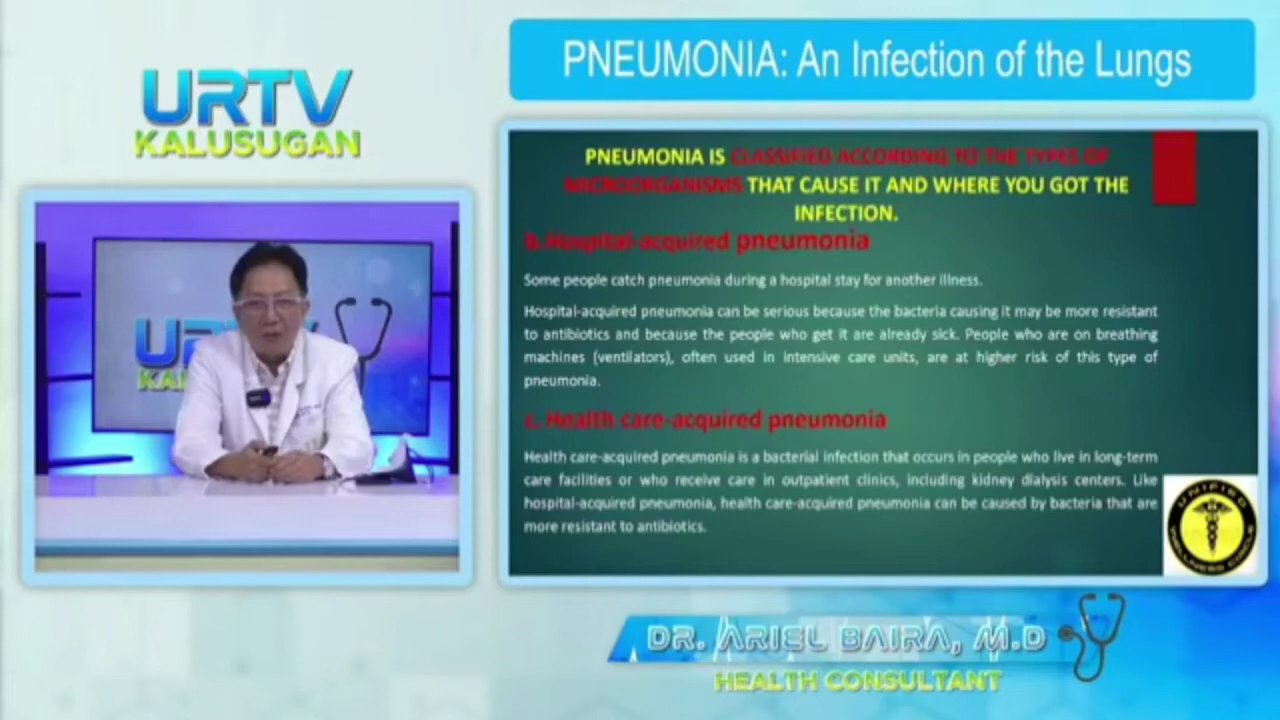 URTV
KALUSUGAN
PNEUMONIA: An Infection of the Lungs
PNEUMONIA IS CLASSIFIED ACCORDING TO THE TYPES OF
MICROORGANISMS THAT CAUSE IT AND WHERE YOU GOT THE
INFECTION.
b. Hospital-acquired pneumonia
Some people catch pneumonia during a hospital stay for another illness.
Hospital-acquired pneumonia can be serious because the bacteria causing it may be more resistant
to antibiotics and because the people who get it are already sick. People who are on breathing
machines (ventilators), often used in intensive care units, are at higher risk of this type of
pneumonia.
c. Health care-acquired pneumonia
Health care-acquired pneumonia is a bacterial infection that occurs in people who live in long-term
care facilities or who receive care in outpatient clinics, including kidney dialysis centers. Like
hospital-acquired pneumonia, health care-acquired pneumonia can be caused by bacteria that are
more resistant to antibiotics.
UNIFIED
WELLNESS CIRCLE
DR. ARIEL BAIRA, M.D
HEALTH CONSULTANT